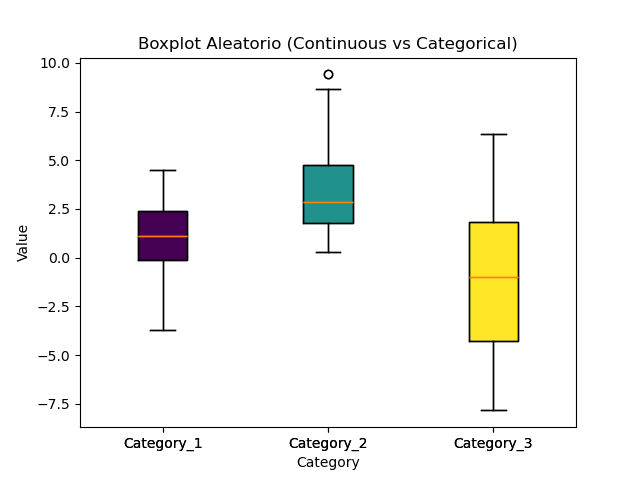 Boxplot Aleatorio (Continuous vs Categorical)
10.0
7.5
5.0
2.5
0.0
−2.5
−5.0
−7.5
Value
Category_1 Category_2 Category_3
Category